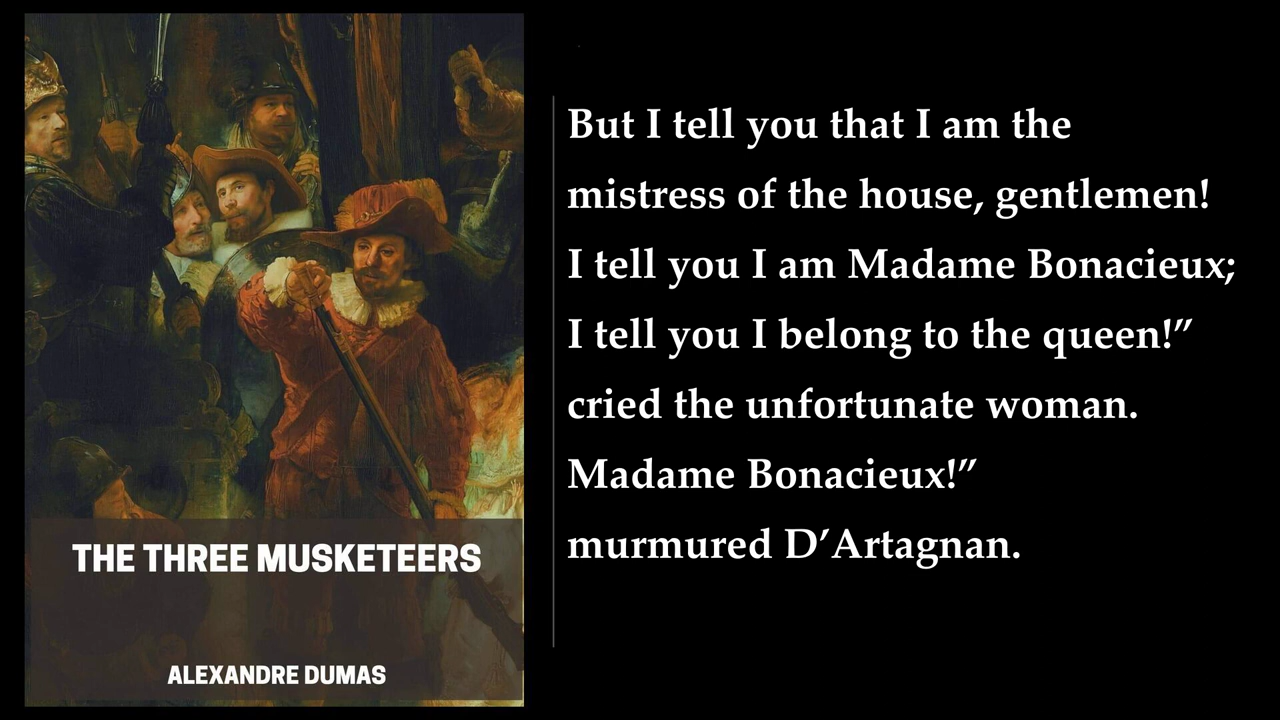 THE THREE MUSKETEERS
ALEXANDRE DUMAS
But I tell you that I am the
mistress of the house, gentlemen!
I tell you I am Madame Bonacieux;
I tell you I belong to the queen!”
cried the unfortunate woman.
Madame Bonacieux!”
murmured D’Artagnan.